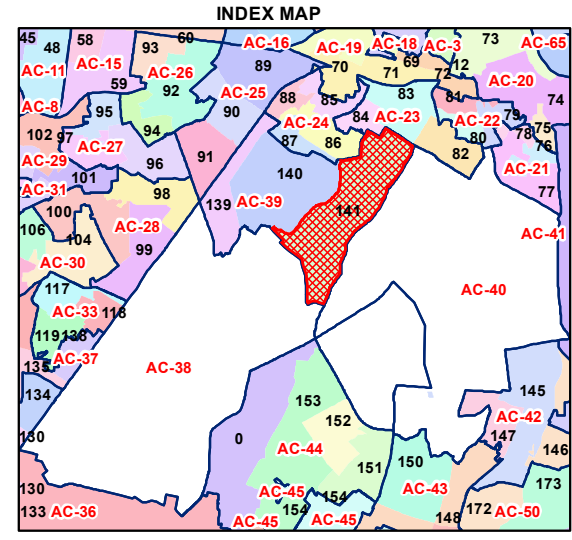 INDEX MAP
45 48 58 93 60 AC-16 AC-19 AC-18 AC-3 73 AC-65
AC-11 AC-15 AC-26 89 70 69 71 72 12
59 92 AC-25 88 85 83 81 AC-20 74
AC-8 95 90 AC-24 84 AC-23 AC-22 79
102 97 94 87 86 80 78 75
AC-29 AC-27 96 91 82 76
AC-31 101 98 140 AC-21 77
100 139 AC-39 141
106 104 AC-28 99 AC-41
AC-30
117 AC-40
AC-33 118
119 138
135 AC-37 AC-38
134 153 145
152 AC-42
130 0 AC-44 147 146
151 150
130 AC-45 154 AC-43 173
133 AC-36 154 172 AC-50
AC-45 AC-45 148